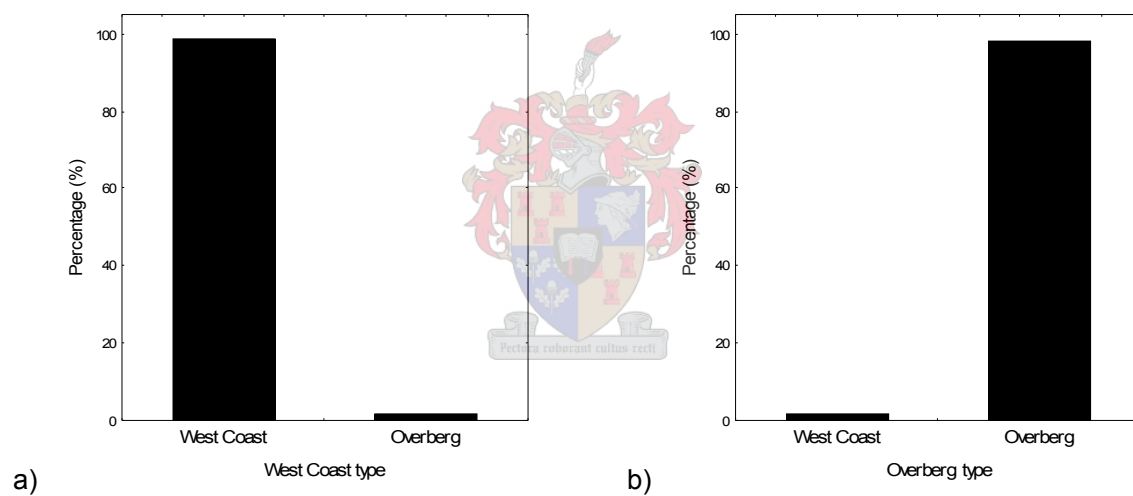 100
80
60
40
20
0
Percentage (%)
West Coast
Overberg
West Coast type
a)
100
80
60
40
20
0
Percentage (%)
West Coast
Overberg
Overberg type
b)
Pectora roborant cultus recti